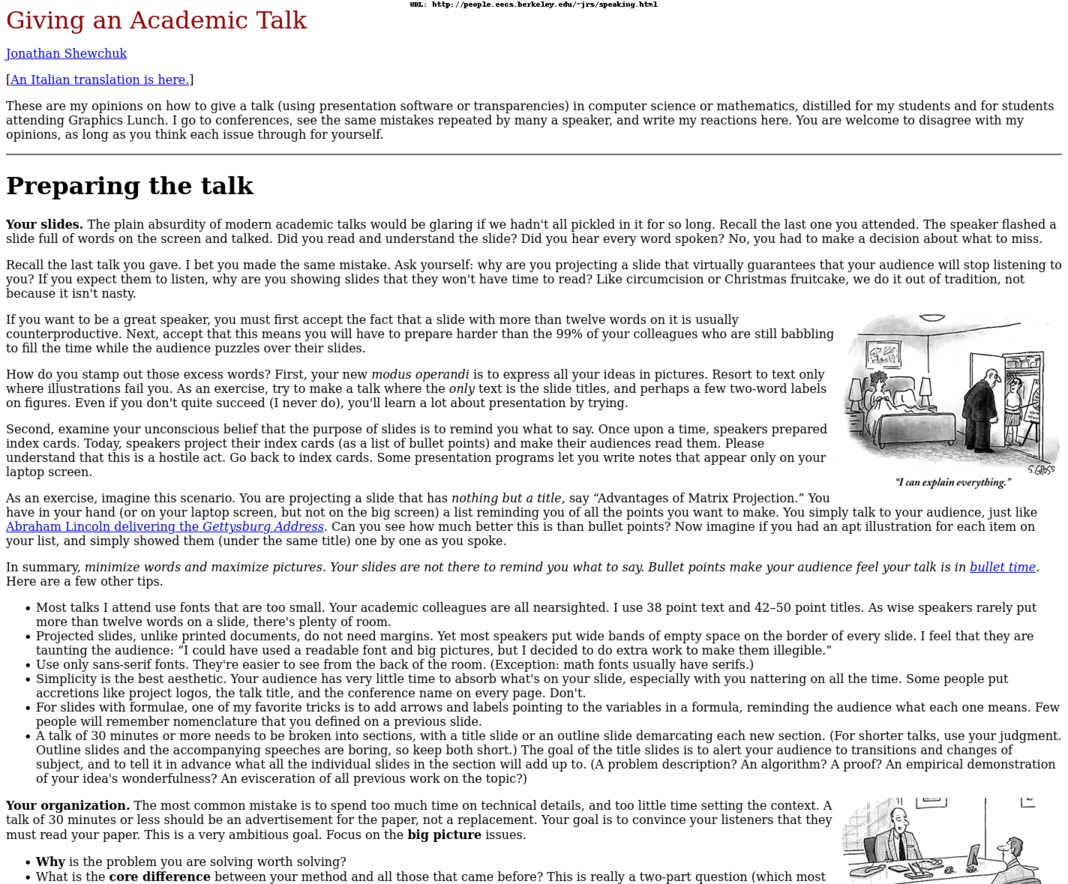 URL: http://people.eecs.berkeley.edu/~jrs/speaking.html
Giving an Academic Talk
Jonathan Shewchuk
[An Italian translation is here.]
These are my opinions on how to give a talk (using presentation software or transparencies) in computer science or mathematics, distilled for my students and for students
attending Graphics Lunch. I go to conferences, see the same mistakes repeated by many a speaker, and write my reactions here. You are welcome to disagree with my
opinions, as long as you think each issue through for yourself.
Preparing the talk
Your slides. The plain absurdity of modern academic talks would be glaring if we hadn't all pickled in it for so long. Recall the last one you attended. The speaker flashed a
slide full of words on the screen and talked. Did you read and understand the slide? Did you hear every word spoken? No, you had to make a decision about what to miss.
Recall the last talk you gave. I bet you made the same mistake. Ask yourself: why are you projecting a slide that virtually guarantees that your audience will stop listening to
you? If you expect them to listen, why are you showing slides that they won't have time to read? Like circumcision or Christmas fruitcake, we do it out of tradition, not
because it isn't nasty.
If you want to be a great speaker, you must first accept the fact that a slide with more than twelve words on it is usually
counterproductive. Next, accept that this means you will have to prepare harder than the 99% of your colleagues who are still babbling
to fill the time while the audience puzzles over their slides.
How do you stamp out those excess words? First, your new modus operandi is to express all your ideas in pictures. Resort to text only
where illustrations fail you. As an exercise, try to make a talk where the only text is the slide titles, and perhaps a few two-word labels
on figures. Even if you don't quite succeed (I never do), you'll learn a lot about presentation by trying.
Second, examine your unconscious belief that the purpose of slides is to remind you what to say. Once upon a time, speakers prepared
index cards. Today, speakers project their index cards (as a list of bullet points) and make their audiences read them. Please
understand that this is a hostile act. Go back to index cards. Some presentation programs let you write notes that appear only on your
laptop screen.
S.GROSS
"I can explain everything."
As an exercise, imagine this scenario. You are projecting a slide that has nothing but a title, say “Advantages of Matrix Projection.” You
have in your hand (or on your laptop screen, but not on the big screen) a list reminding you of all the points you want to make. You simply talk to your audience, just like
Abraham Lincoln delivering the Gettysburg Address. Can you see how much better this is than bullet points? Now imagine if you had an apt illustration for each item on
your list, and simply showed them (under the same title) one by one as you spoke.
In summary, minimize words and maximize pictures. Your slides are not there to remind you what to say. Bullet points make your audience feel your talk is in bullet time.
Here are a few other tips.
• Most talks I attend use fonts that are too small. Your academic colleagues are all nearsighted. I use 38 point text and 42–50 point titles. As wise speakers rarely put
more than twelve words on a slide, there's plenty of room.
• Projected slides, unlike printed documents, do not need margins. Yet most speakers put wide bands of empty space on the border of every slide. I feel that they are
taunting the audience: “I could have used a readable font and big pictures, but I decided to do extra work to make them illegible.”
• Use only sans-serif fonts. They're easier to see from the back of the room. (Exception: math fonts usually have serifs.)
• Simplicity is the best aesthetic. Your audience has very little time to absorb what's on your slide, especially with you nattering on all the time. Some people put
accretions like project logos, the talk title, and the conference name on every page. Don't.
• For slides with formulae, one of my favorite tricks is to add arrows and labels pointing to the variables in a formula, reminding the audience what each one means. Few
people will remember nomenclature that you defined on a previous slide.
• A talk of 30 minutes or more needs to be broken into sections, with a title slide or an outline slide demarcating each new section. (For shorter talks, use your judgment.
Outline slides and the accompanying speeches are boring, so keep both short.) The goal of the title slides is to alert your audience to transitions and changes of
subject, and to tell it in advance what all the individual slides in the section will add up to. (A problem description? An algorithm? A proof? An empirical demonstration
of your idea's wonderfulness? An evisceration of all previous work on the topic?)
Your organization. The most common mistake is to spend too much time on technical details, and too little time setting the context. A
talk of 30 minutes or less should be an advertisement for the paper, not a replacement. Your goal is to convince your listeners that they
must read your paper. This is a very ambitious goal. Focus on the big picture issues.
• Why is the problem you are solving worth solving?
• What is the core difference between your method and all those that came before? This is really a two-part question (which most